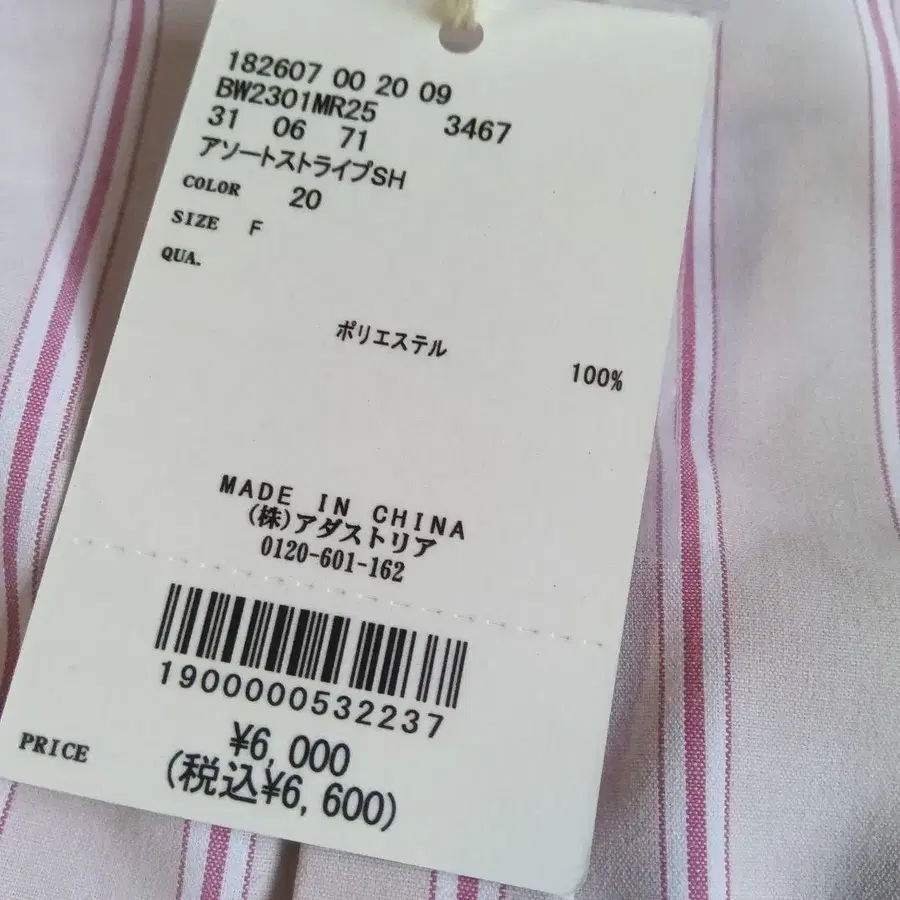 182607 00 20 09
BW2301MR25 3467
31 06 71
アソートストライプSH
COLOR 20
SIZE F
QUA.
ポリエステル
100%
MADE IN CHINA
(株)アダストリア
0120-601-162
1900000532237
PRICE ¥6,000
(税込¥6,600)